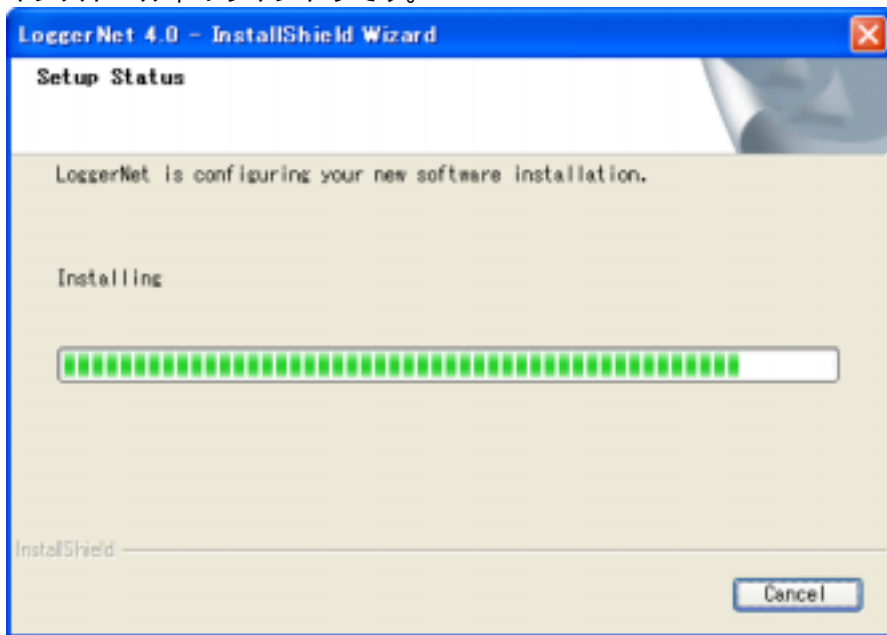 LoggerNet 4.0 - InstallShield Wizard
Setup Status
LoggerNet is configuring your new software installation.
Installing
InstallShield
Cancel